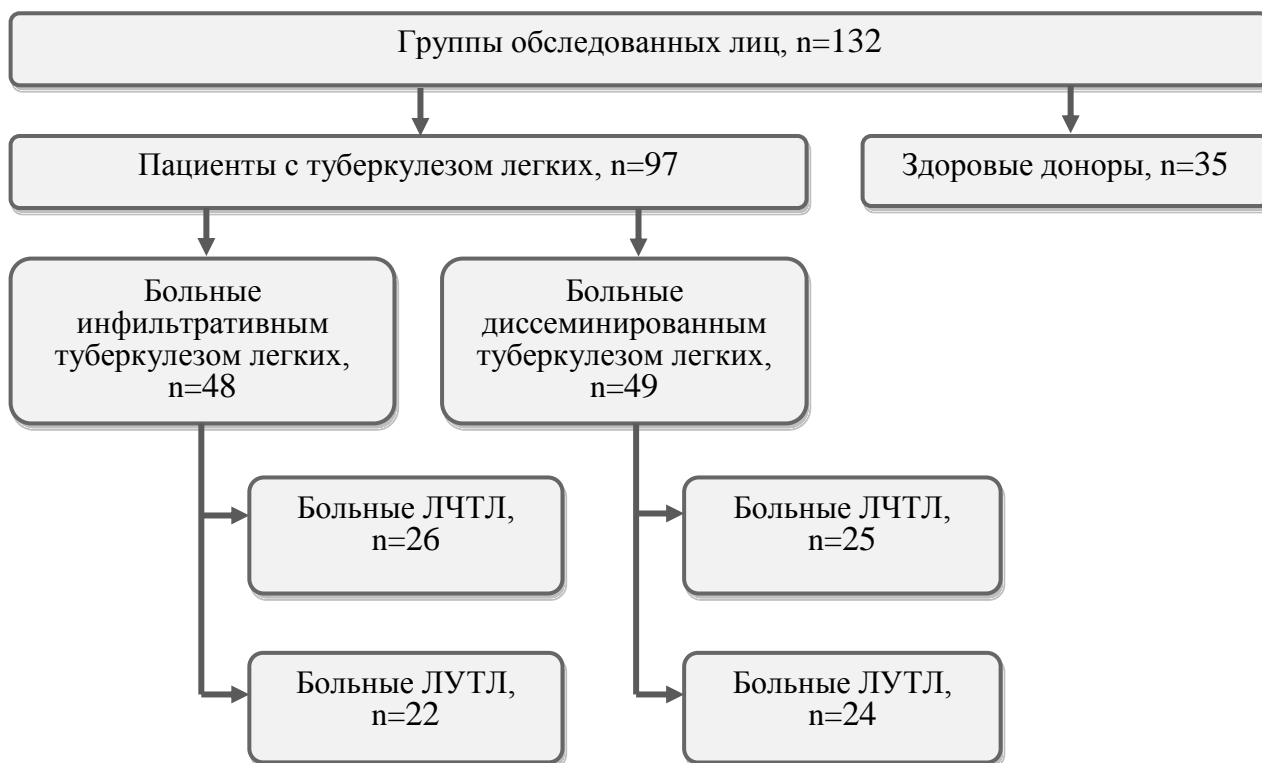 Группы обследованных лиц, n=132
Пациенты с туберкулезом легких, n=97
Здоровые доноры, n=35
Больные
инфильтративным
туберкулезом легких,
n=48
Больные
диссеминированным
туберкулезом легких,
n=49
Больные ЛЧТЛ,
n=26
Больные ЛЧТЛ,
n=25
Больные ЛУТЛ,
n=22
Больные ЛУТЛ,
n=24